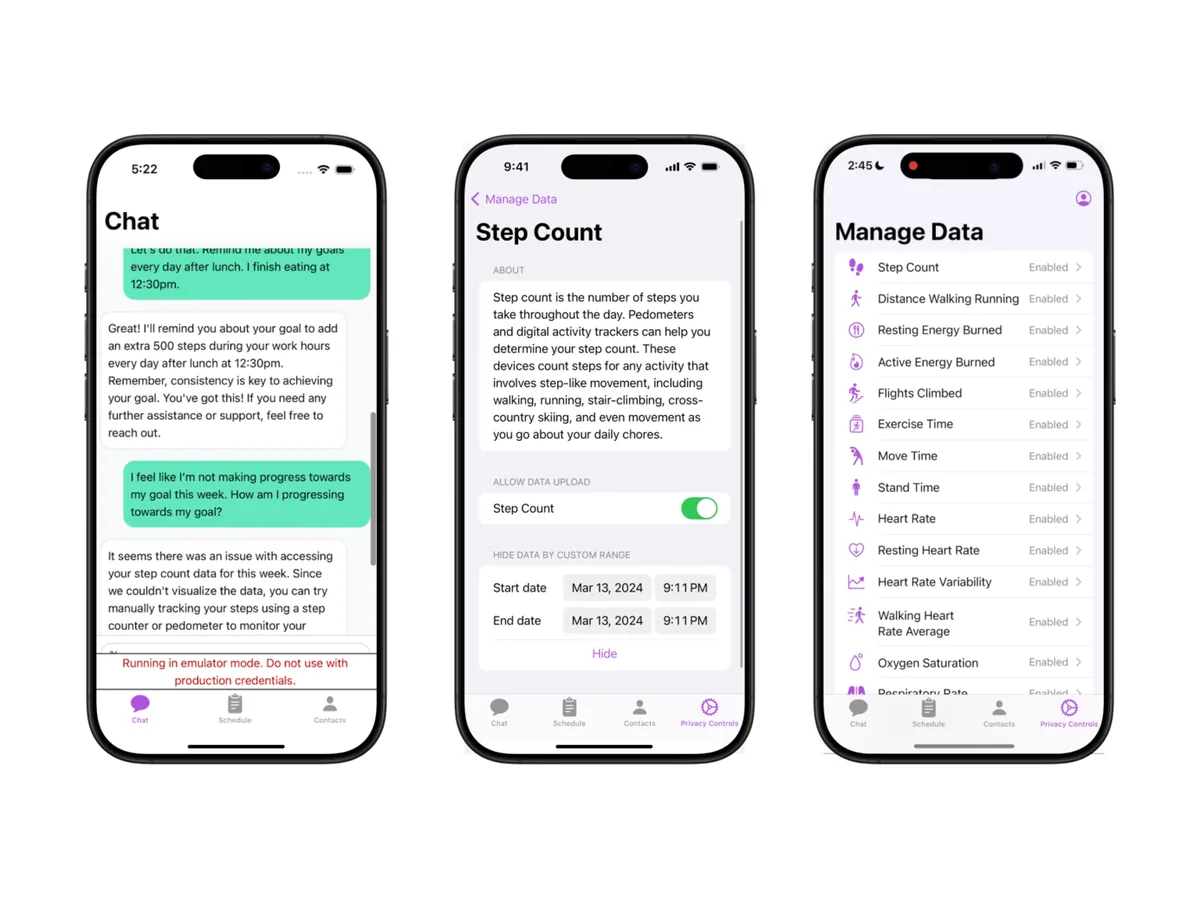 5:22
Chat
Let's do that. Remind me about my goals
every day after lunch. I finish eating at
12:30pm.
Great! I'll remind you about your goal to add
an extra 500 steps during your work hours
every day after lunch at 12:30pm.
Remember, consistency is key to achieving
your goal. You've got this! If you need any
further assistance or support, feel free to
reach out.
I feel like I'm not making progress towards
my goal this week. How am I progressing
towards my goal?
It seems there was an issue with accessing
your step count data for this week. Since
we couldn't visualize the data, you can try
manually tracking your steps using a step
counter or pedometer to monitor your
Running in emulator mode. Do not use with
production credentials.
Chat
Schedule
Contacts
9:41
Manage Data
Step Count
ABOUT
Step count is the number of steps you
take throughout the day. Pedometers
and digital activity trackers can help you
determine your step count. These
devices count steps for any activity that
involves step-like movement, including
walking, running, stair-climbing, cross-
country skiing, and even movement as
you go about your daily chores.
ALLOW DATA UPLOAD
Step Count
HIDE DATA BY CUSTOM RANGE
Start date Mar 13, 2024 9:11 PM
End date Mar 13, 2024 9:11 PM
Hide
Chat
Schedule
Contacts
Privacy Controls
2:45
Manage Data
Step Count Enabled
Distance Walking Running Enabled
Resting Energy Burned Enabled
Active Energy Burned Enabled
Flights Climbed Enabled
Exercise Time Enabled
Move Time Enabled
Stand Time Enabled
Heart Rate Enabled
Resting Heart Rate Enabled
Heart Rate Variability Enabled
Walking Heart
Rate Average Enabled
Oxygen Saturation Enabled
Respiratory Rate Enabled
Chat
Schedule
Contacts
Privacy Controls